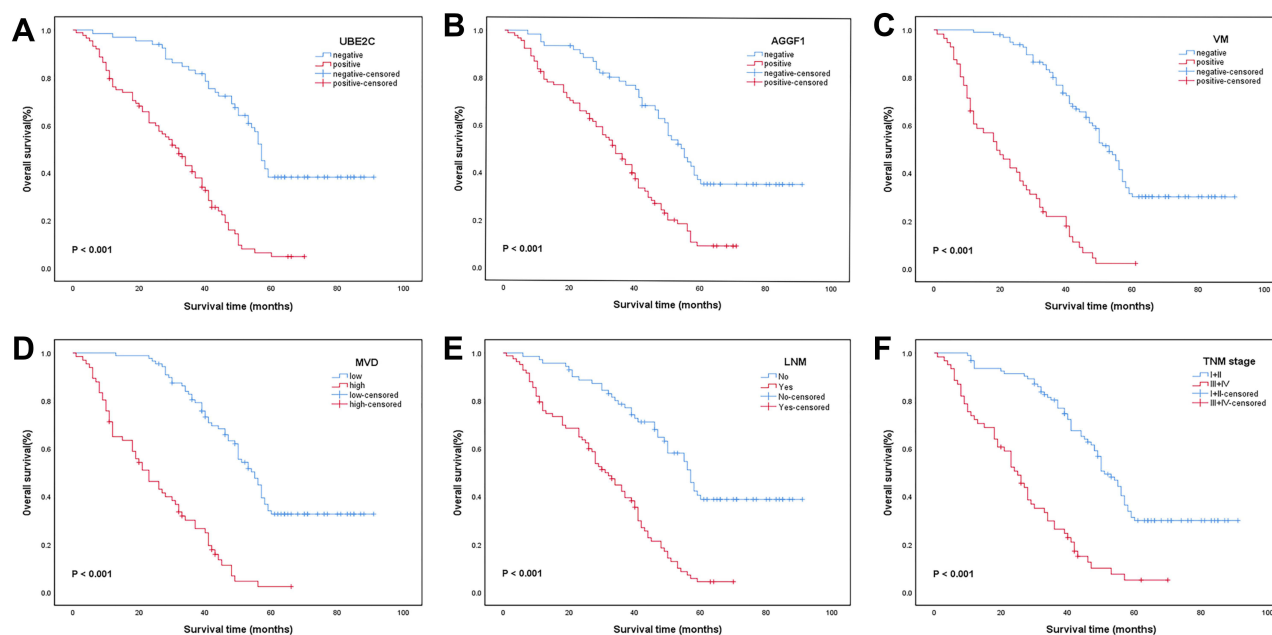 A
UBE2C
negative
positive
negative-censored
positive-censored
Overall survival(%)
1.0
0.8
0.6
0.4
0.2
0.0
P < 0.001
0 20 40 60 80 100
Survival time (months)
B
AGGF1
negative
positive
negative-censored
positive-censored
Overall survival(%)
1.0
0.8
0.6
0.4
0.2
0.0
P < 0.001
0 20 40 60 80 100
Survival time (months)
C
VM
negative
positive
negative-censored
positive-censored
Overall survival(%)
1.0
0.8
0.6
0.4
0.2
0.0
P < 0.001
0 20 40 60 80 100
Survival time (months)
D
MVD
low
high
low-censored
high-censored
Overall survival(%)
1.0
0.8
0.6
0.4
0.2
0.0
P < 0.001
0 20 40 60 80 100
Survival time (months)
E
LNM
No
Yes
No-censored
Yes-censored
Overall survival(%)
1.0
0.8
0.6
0.4
0.2
0.0
P < 0.001
0 20 40 60 80 100
Survival time (months)
F
TNM stage
I+II
III+IV
I+II-censored
III+IV-censored
Overall survival(%)
1.0
0.8
0.6
0.4
0.2
0.0
P < 0.001
0 20 40 60 80 100
Survival time (months)